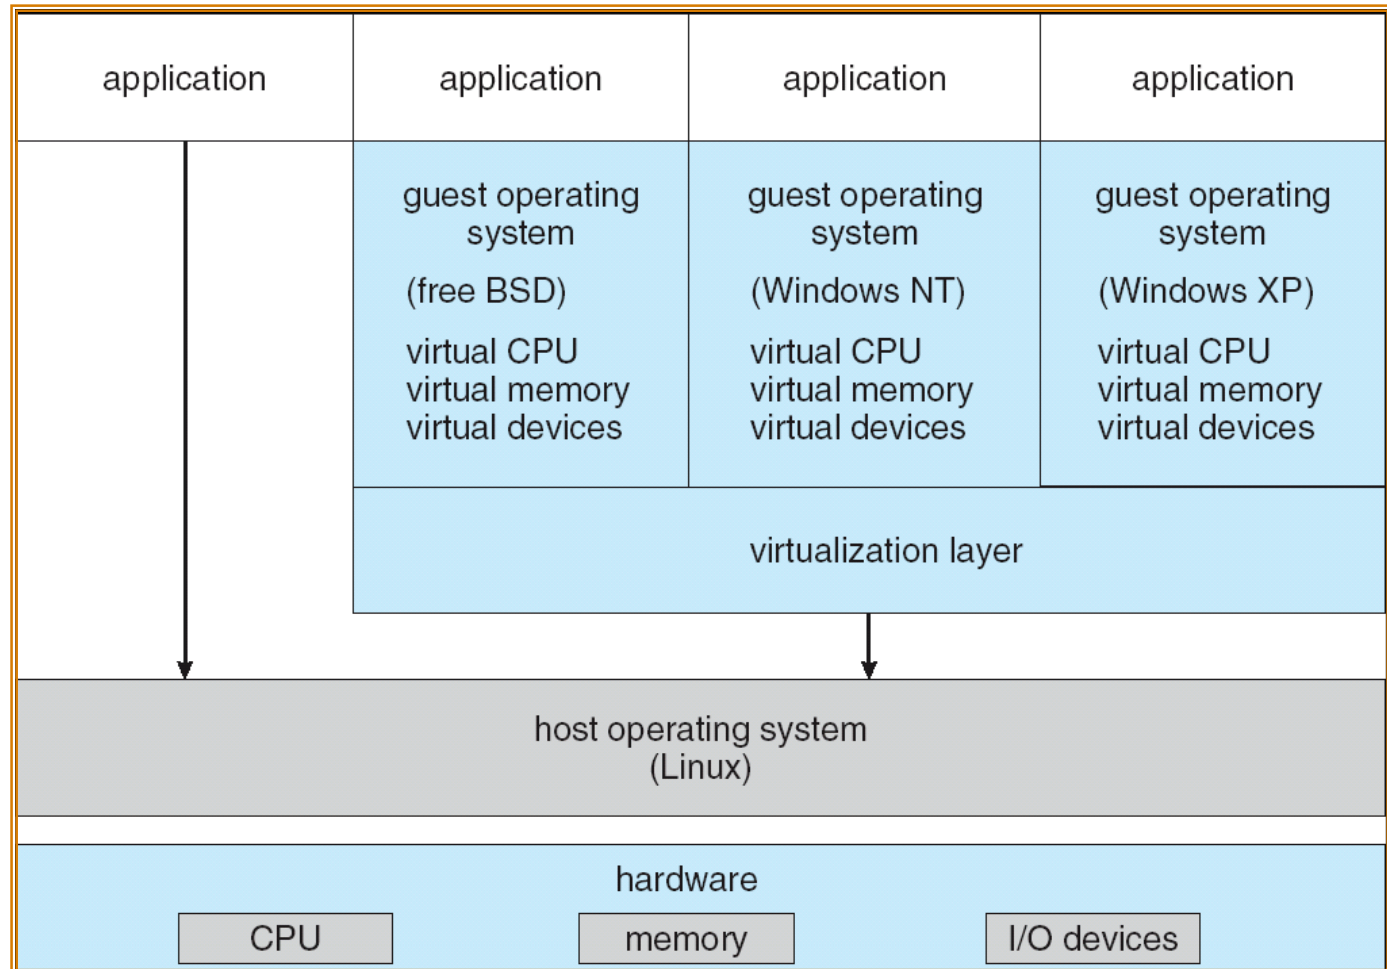 application
application
application
application
guest operating
system
(free BSD)
virtual CPU
virtual memory
virtual devices
guest operating
system
(Windows NT)
virtual CPU
virtual memory
virtual devices
guest operating
system
(Windows XP)
virtual CPU
virtual memory
virtual devices
virtualization layer
host operating system
(Linux)
hardware
CPU
memory
I/O devices